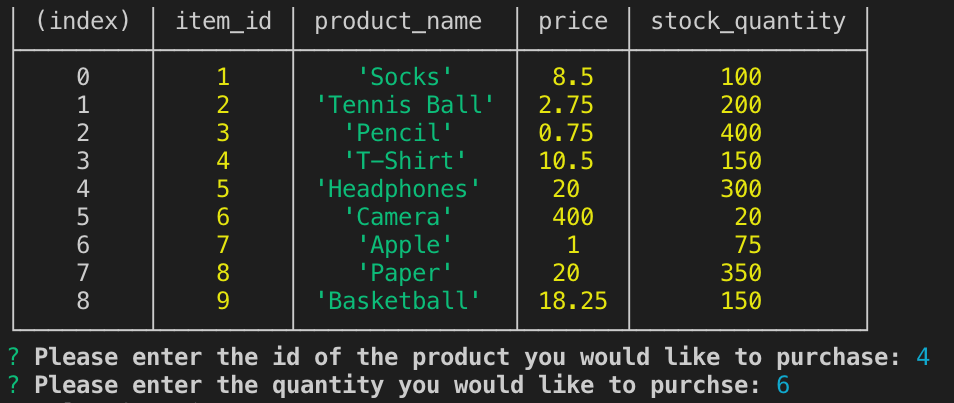 (index) item_id product_name price stock_quantity
0 1 'Socks' 8.5 100
1 2 'Tennis Ball' 2.75 200
2 3 'Pencil' 0.75 400
3 4 'T-Shirt' 10.5 150
4 5 'Headphones' 20 300
5 6 'Camera' 400 20
6 7 'Apple' 1 75
7 8 'Paper' 20 350
8 9 'Basketball' 18.25 150
? Please enter the id of the product you would like to purchase: 4
? Please enter the quantity you would like to purchse: 6